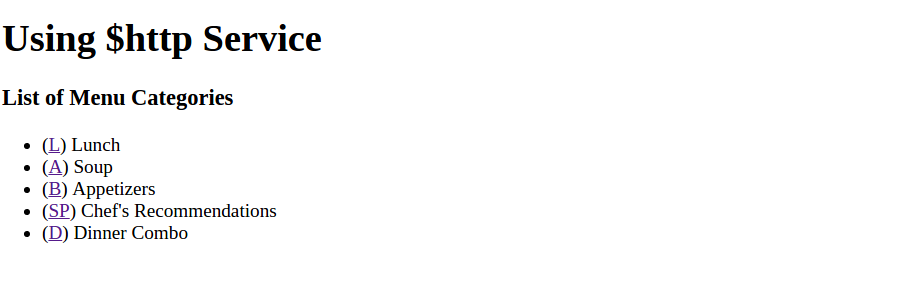 Using $http Service
List of Menu Categories
(L) Lunch
(A) Soup
(B) Appetizers
(SP) Chef's Recommendations
(D) Dinner Combo